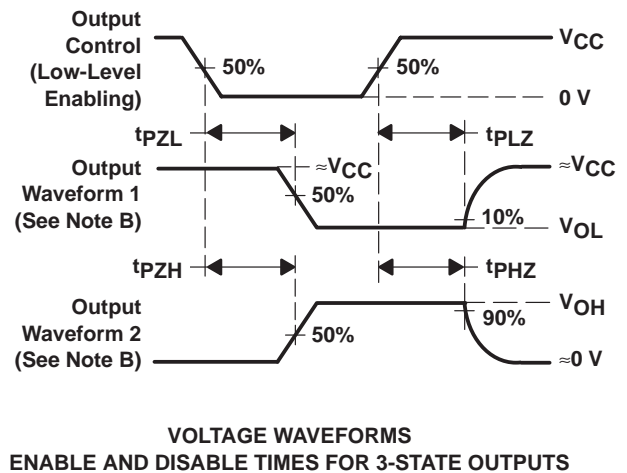 Output
Control
(Low-Level
Enabling)
50%
50%
VCC
0 V
tPZL
tPLZ
Output
Waveform 1
(See Note B)
≈VCC
50%
≈VCC
10%
VOL
tPZH
tPHZ
Output
Waveform 2
(See Note B)
50%
VOH
90%
≈0 V
VOLTAGE WAVEFORMS
ENABLE AND DISABLE TIMES FOR 3-STATE OUTPUTS